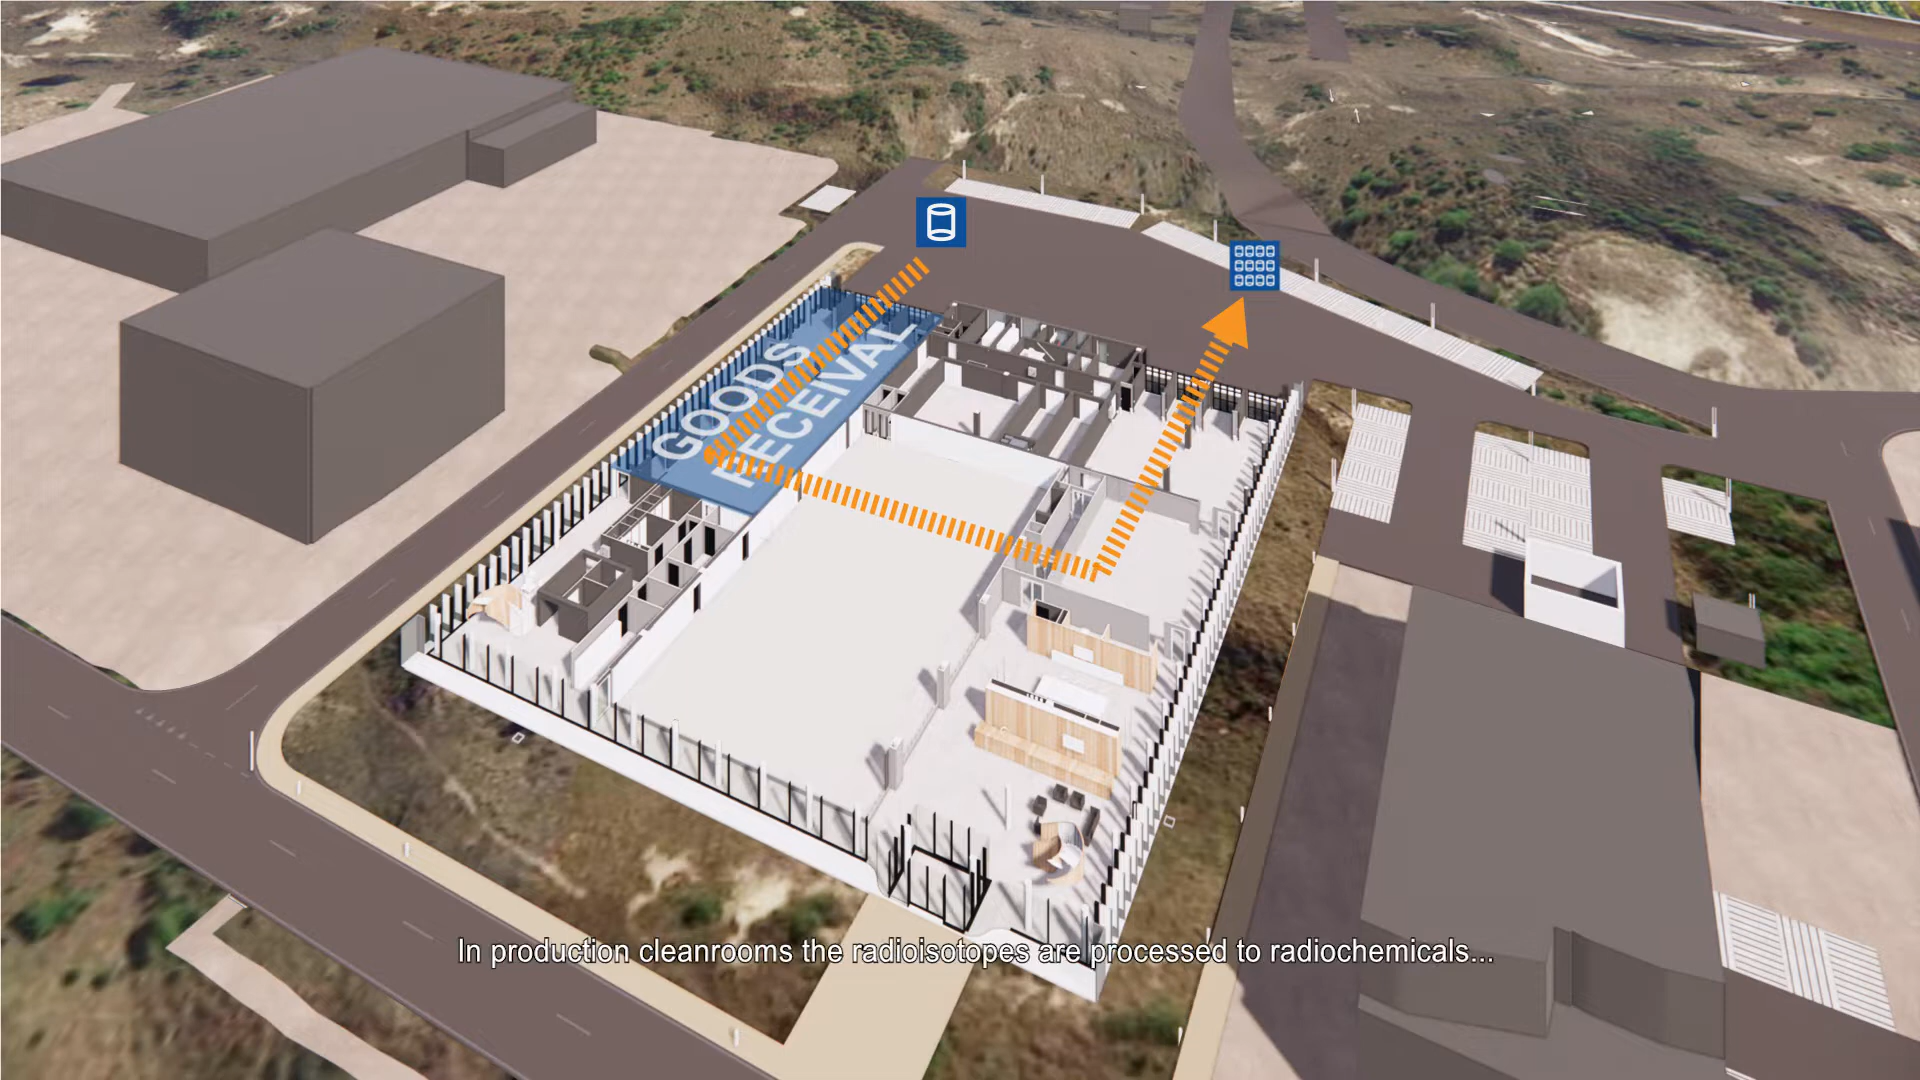 GOODS
RECEIVAL
In production cleanrooms the radioisotopes are processed to radiochemicals...